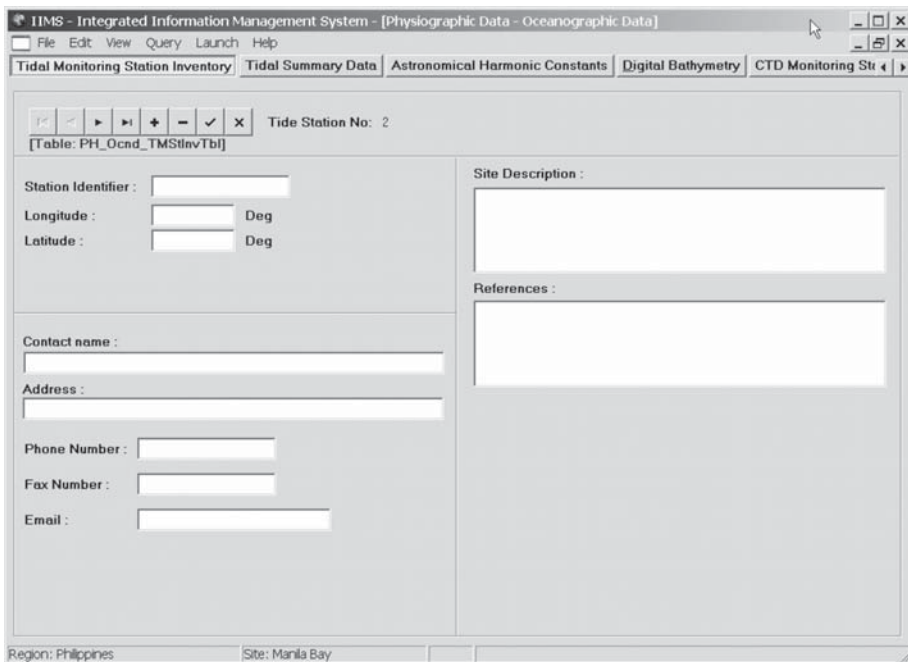 IIMS - Integrated Information Management System - [Physiographic Data - Oceanographic Data]
File Edit View Query Launch Help
Tidal Monitoring Station Inventory Tidal Summary Data Astronomical Harmonic Constants Digital Bathymetry CTD Monitoring St
Tide Station No: 2
[Table: PH_Ocnd_TMStInvTbl]
Station Identifier :
Longitude : Deg
Latitude : Deg
Site Description :
References :
Contact name :
Address :
Phone Number :
Fax Number :
Email :
Region: Philippines Site: Manila Bay